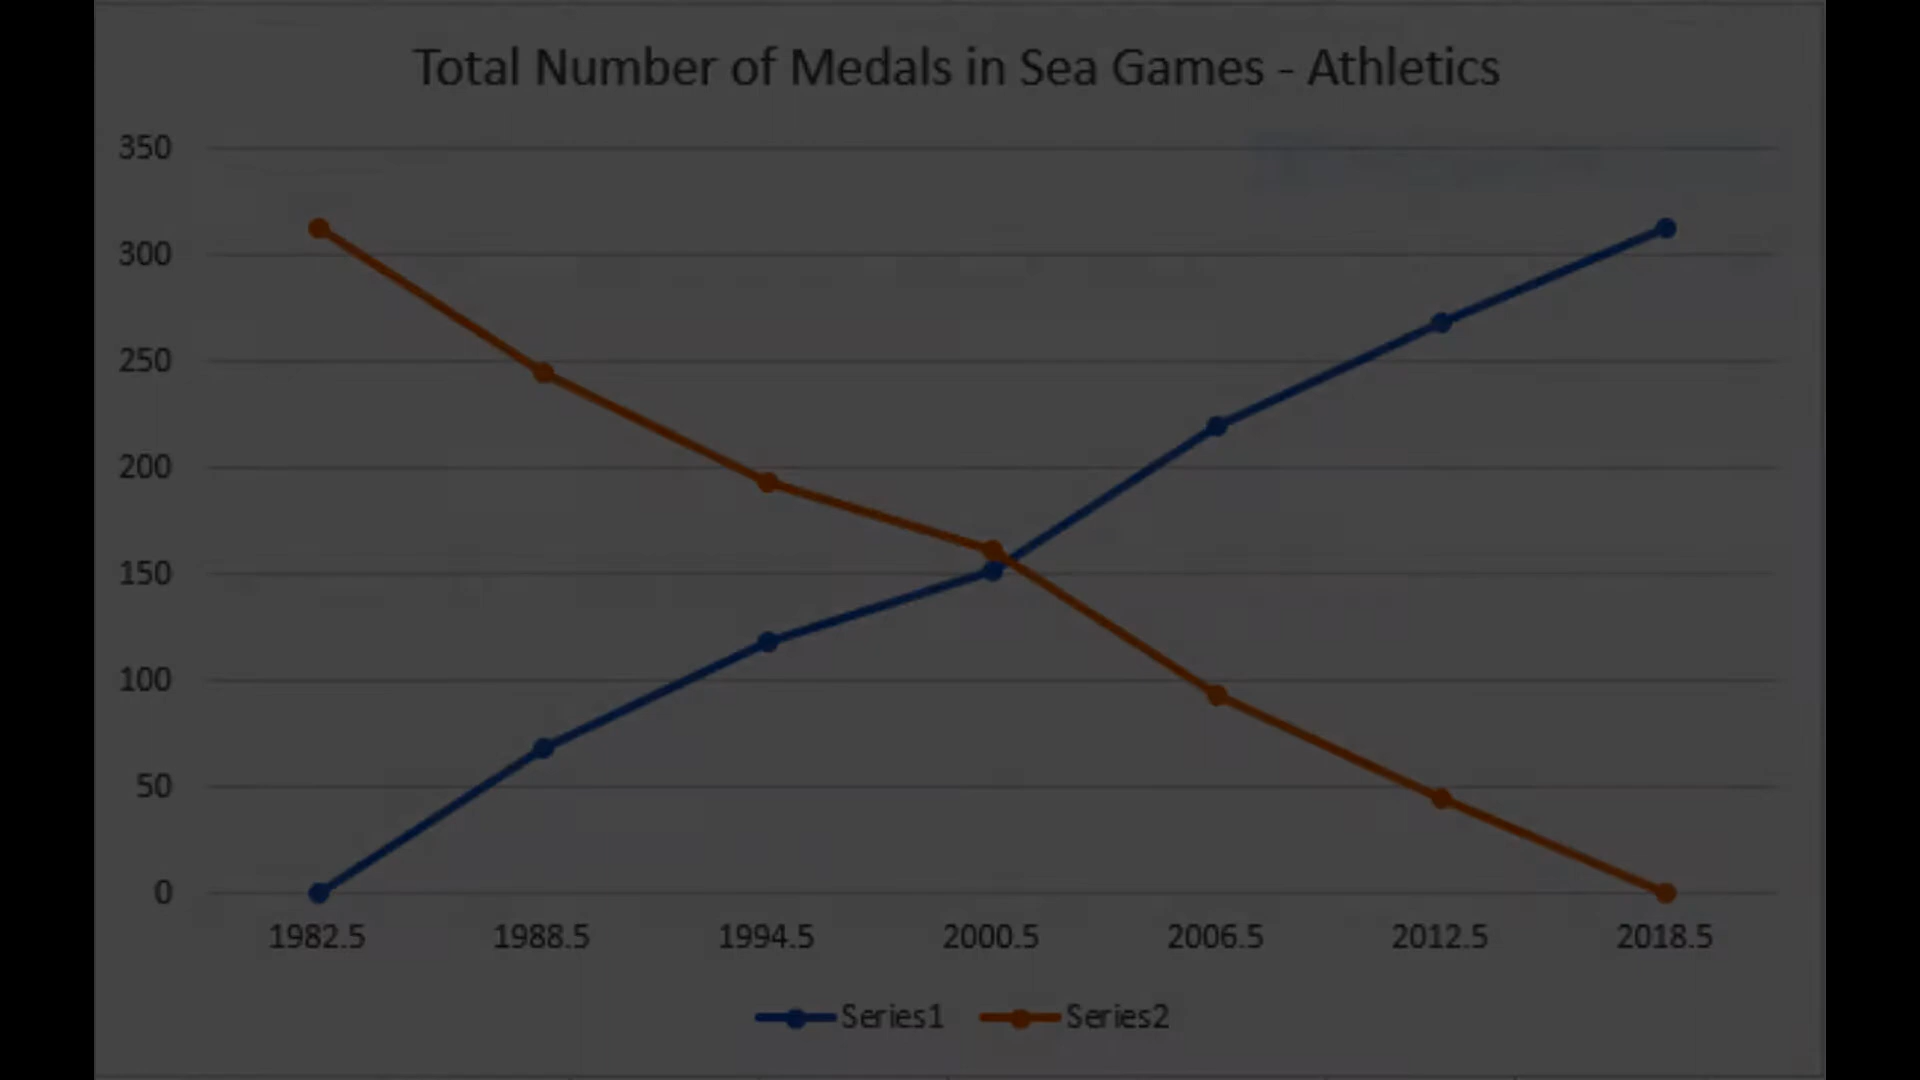 Total Number of Medals in Sea Games - Athletics
350
300
250
200
150
100
50
0
1982.5 1988.5 1994.5 2000.5 2006.5 2012.5 2018.5
Series1 Series2